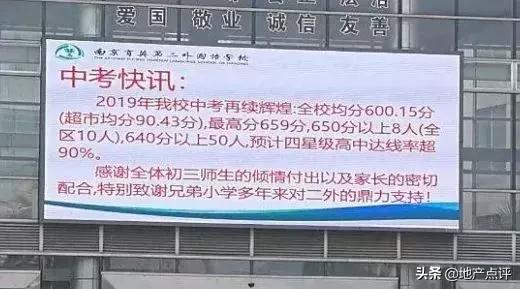 爱国 敬业 诚信 友善
南京育英第二外国语学校
中考快讯:
2019年我校中考再续辉煌:全校均分600.15分
(超市均分90.43分),最高分659分,650分以上8人(全
区10人),640分以上50人,预计四星级高中达线率超
90%。
感谢全体初三师生的倾情付出以及家长的密切
配合,特别致谢兄弟小学多年来对二外的鼎力支持!
头条 @地产点评